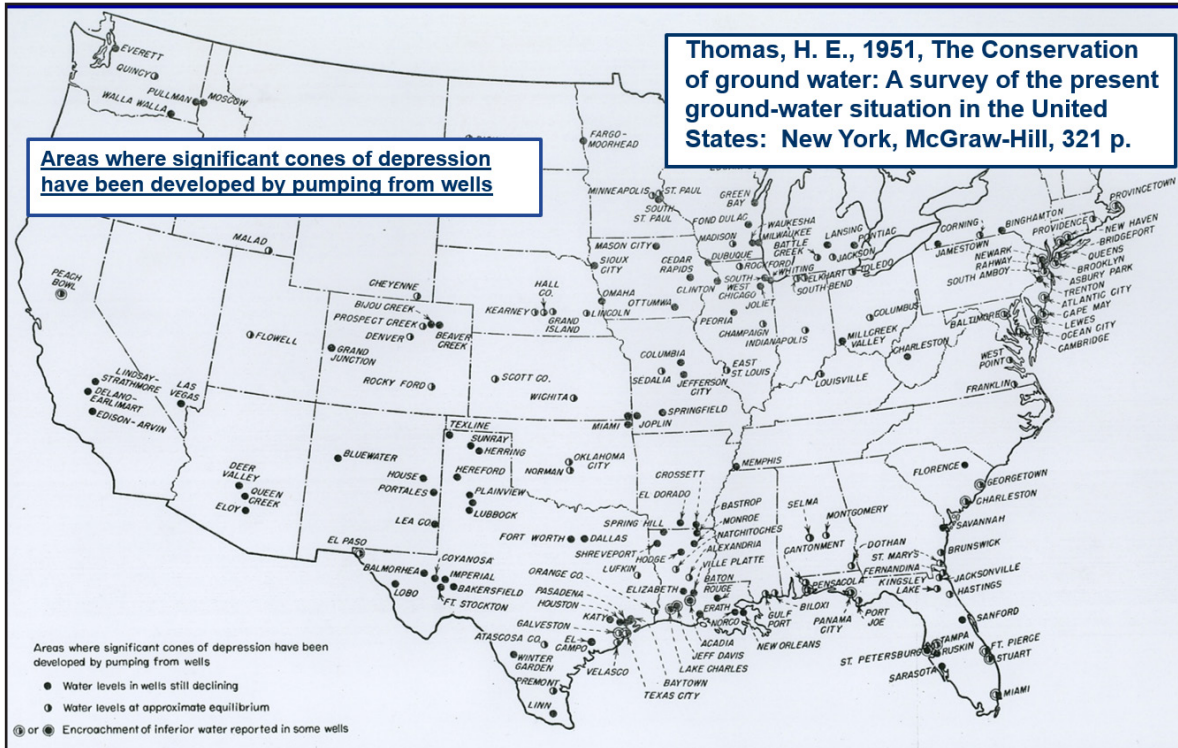 Thomas, H. E., 1951, The Conservation
of ground water: A survey of the present
ground-water situation in the United
States: New York, McGraw-Hill, 321 p.
Areas where significant cones of depression
have been developed by pumping from wells
EVERETT
QUINCY
PULLMAN
MOSCOW
WALLA WALLA
FARGO-
MOORHEAD
MINNEAPOLIS
ST. PAUL
SOUTH
ST. PAUL
GREEN
BAY
FOND DULAC
WAUKESHA
MILWAUKEE
MADISON
BATTLE
CREEK
LANSING
PONTIAC
JACKSON
CORNING
BINGHAMTON
JAMESTOWN
PROVINCETOWN
PROVIDENCE
NEW HAVEN
BRIDGEPORT
NEWARK
QUEENS
RAHWAY
BROOKLYN
SOUTH AMBOY
ASBURY PARK
TRENTON
ATLANTIC CITY
CAPE MAY
BALTIMORE
LEWES
OCEAN CITY
CAMBRIDGE
MALAD
PEACH
BOWL
CHEYENNE
MASON CITY
SIOUX
CITY
DUBUQUE
ROCKFORD
CEDAR
RAPIDS
SOUTH
WHITING
ELKHART
TOLEDO
SOUTH BEND
CLINTON
WEST
CHICAGO
JOLIET
HALL
CO.
BIJOU CREEK
PROSPECT CREEK
DENVER
BEAVER
CREEK
KEARNEY
GRAND
ISLAND
LINCOLN
OMAHA
OTTUMWA
PEORIA
CHAMPAIGN
INDIANAPOLIS
COLUMBUS
MILLCREEK
VALLEY
CHARLESTON
WEST
POINT
FRANKLIN
FLOWELL
GRAND
JUNCTION
ROCKY FORD
SCOTT CO.
WICHITA
COLUMBIA
SEDALIA
JEFFERSON
CITY
EAST
ST. LOUIS
LOUISVILLE
LINDSAY-
STRATHMORE
DELANO-
EARLIMART
EDISON-ARVIN
LAS
VEGAS
MIAMI
JOPLIN
SPRINGFIELD
TEXLINE
SUNRAY
HERRING
BLUEWATER
HOUSE
PORTALES
HEREFORD
PLAINVIEW
LUBBOCK
LEA CO.
OKLAHOMA
CITY
NORMAN
MEMPHIS
CROSSETT
EL DORADO
BASTROP
MONROE
NATCHITOCHES
ALEXANDRIA
VILLE PLATTE
SELMA
MONTGOMERY
CANTONMENT
DOTHAN
FLORENCE
GEORGETOWN
CHARLESTON
SAVANNAH
DEER
VALLEY
QUEEN
CREEK
ELOY
EL PASO
SPRING HILL
FORT WORTH
DALLAS
SHREVEPORT
HODGE
LUFKIN
COYANOSA
BALMORHEA
IMPERIAL
BAKERSFIELD
LOBO
FT. STOCKTON
ORANGE CO.
PASADENA
HOUSTON
ELIZABETH
BATON
ROUGE
ST. MARYS
BRUNSWICK
FERNANDINA
KINGSLEY
LAKE
JACKSONVILLE
HASTINGS
PENSACOLA
BILOXI
GULF
PORT
PANAMA
CITY
PORT
JOE
KATY
GALVESTON
ERATH
NORCO
NEW ORLEANS
ACADIA
JEFF DAVIS
LAKE CHARLES
BAYTOWN
TEXAS CITY
ATASCOSA CO.
EL
CAMPO
VELASCO
WINTER
GARDEN
PREMONT
LINN
SANFORD
TAMPA
ST. PETERSBURG
RUSKIN
SARASOTA
FT. PIERCE
STUART
MIAMI
Areas where significant cones of depression have been
developed by pumping from wells
Water levels in wells still declining
Water levels at approximate equilibrium
or
Encroachment of inferior water reported in some wells